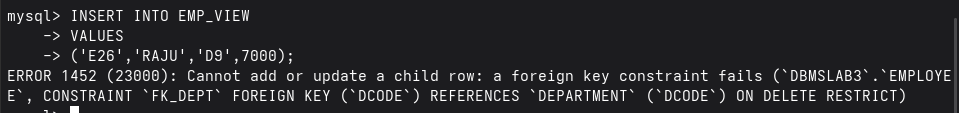 mysql> INSERT INTO EMP_VIEW
-> VALUES
-> ('E26','RAJU','D9',7000);
ERROR 1452 (23000): Cannot add or update a child row: a foreign key constraint fails (`DBMSLAB3`.`EMPLOYE
E`, CONSTRAINT `FK_DEPT` FOREIGN KEY (`DCODE`) REFERENCES `DEPARTMENT` (`DCODE`) ON DELETE RESTRICT)